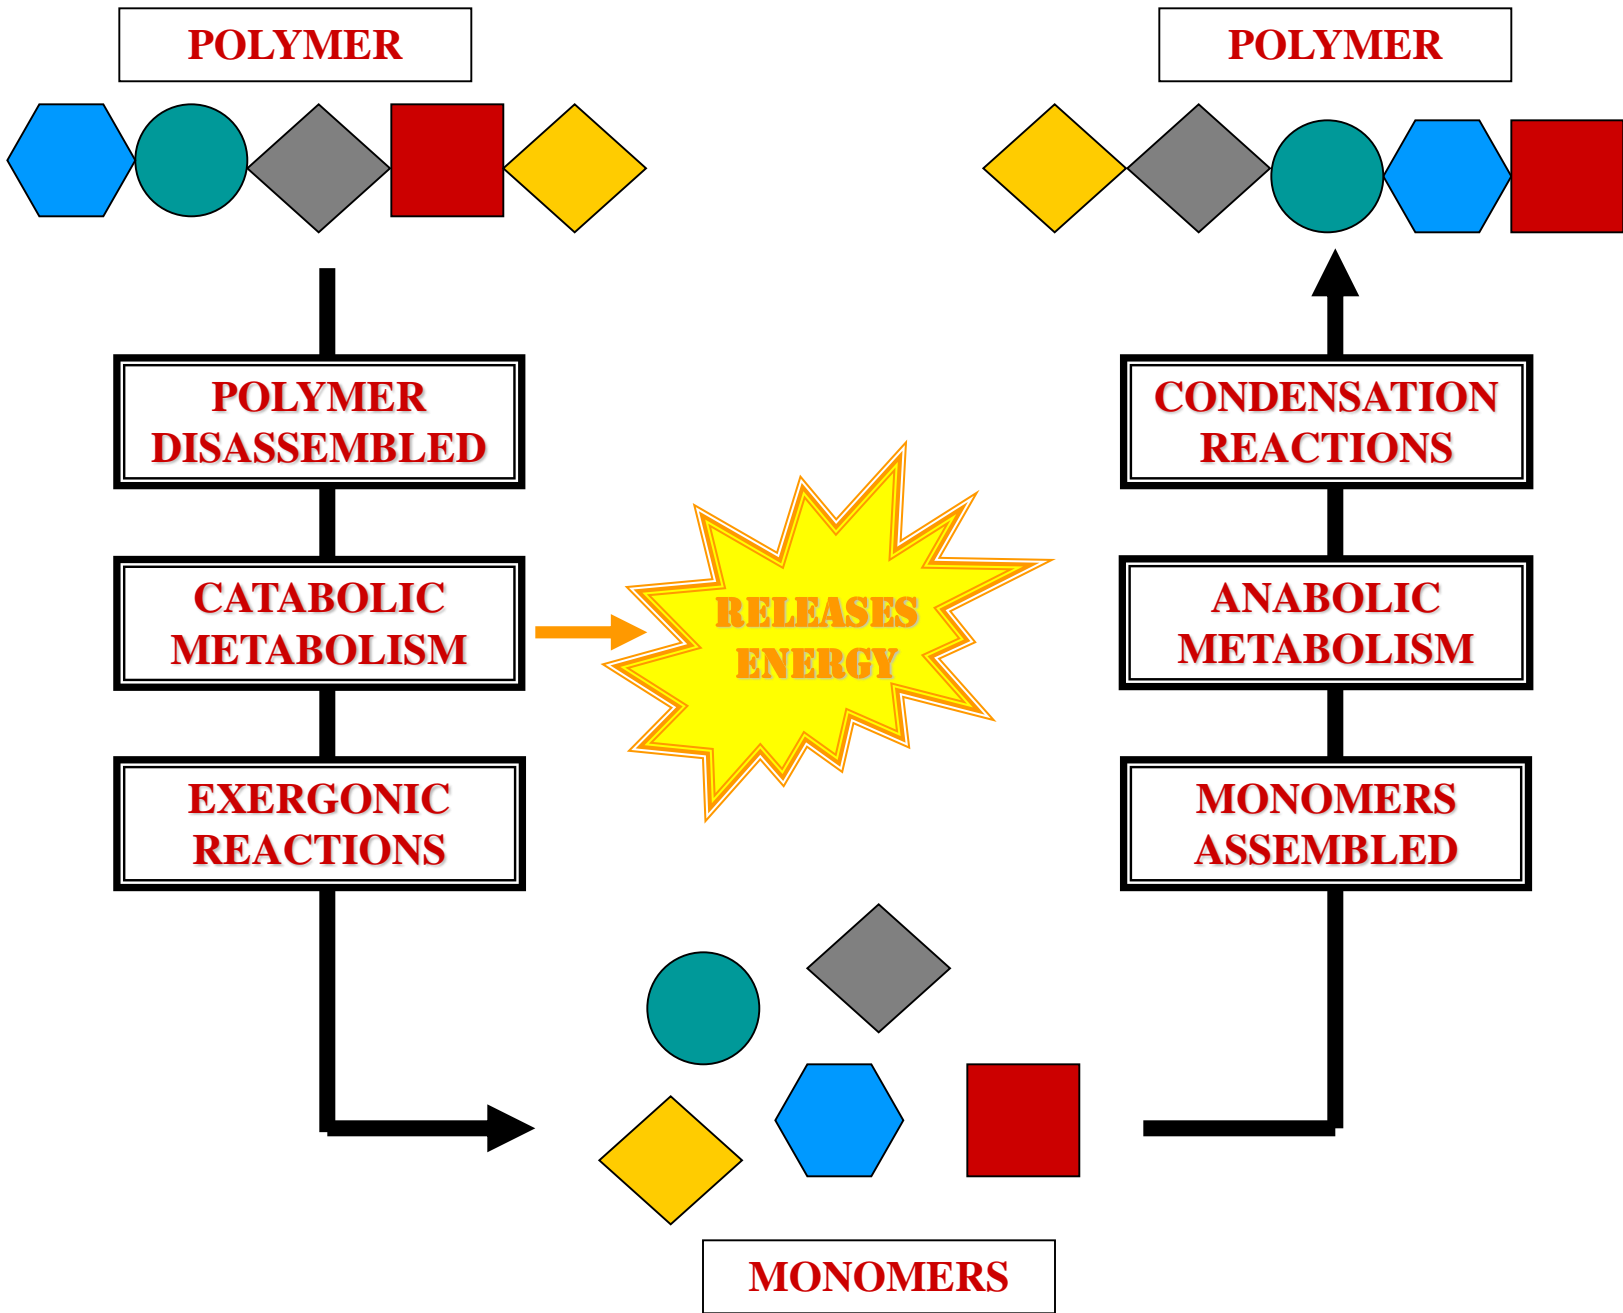 POLYMER
POLYMER
POLYMER
DISASSEMBLED
CATABOLIC
METABOLISM
EXERGONIC
REACTIONS
RELEASES
ENERGY
CONDENSATION
REACTIONS
ANABOLIC
METABOLISM
MONOMERS
ASSEMBLED
MONOMERS